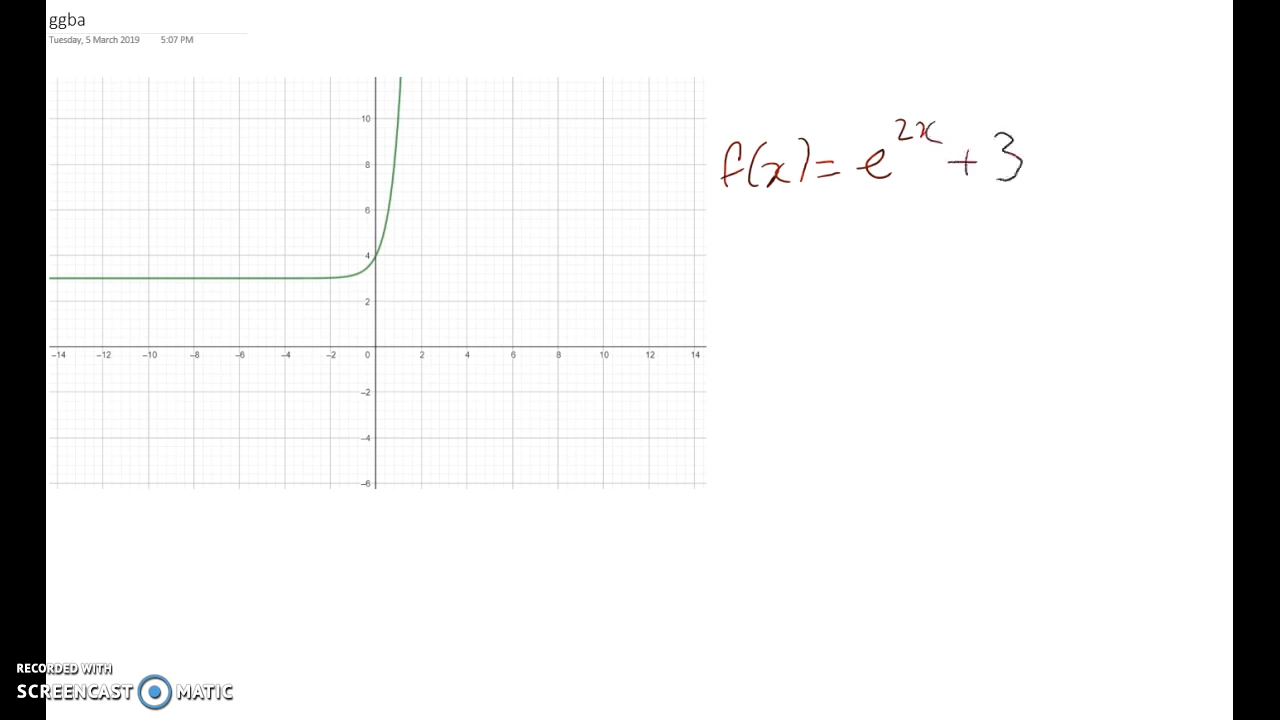 ggba
Tuesday, 5 March 2019 5:07 PM
f(x) = e^{2x} + 3
10
8
6
4
2
–14 –12 –10 –8 –6 –4 –2 0 2 4 6 8 10 12 14
–2
–4
–6
RECORDED WITH
SCREENCAST MATIC